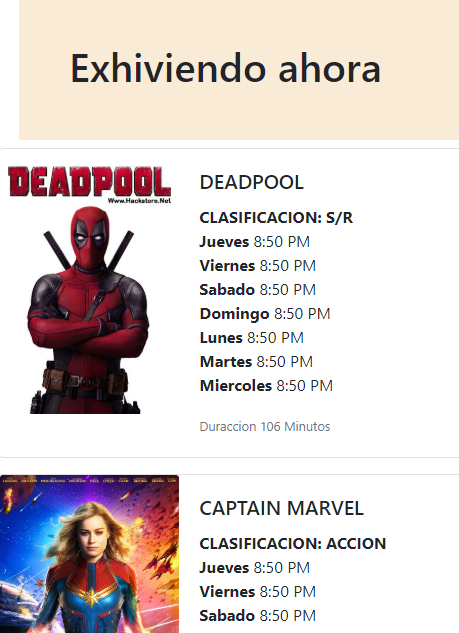 Exhiviendo ahora
DEADPOOL
Www.Hackstore.Net
DEADPOOL
CLASIFICACION: S/R
Jueves 8:50 PM
Viernes 8:50 PM
Sabado 8:50 PM
Domingo 8:50 PM
Lunes 8:50 PM
Martes 8:50 PM
Miercoles 8:50 PM
Duraccion 106 Minutos
CAPTAIN MARVEL
CLASIFICACION: ACCION
Jueves 8:50 PM
Viernes 8:50 PM
Sabado 8:50 PM